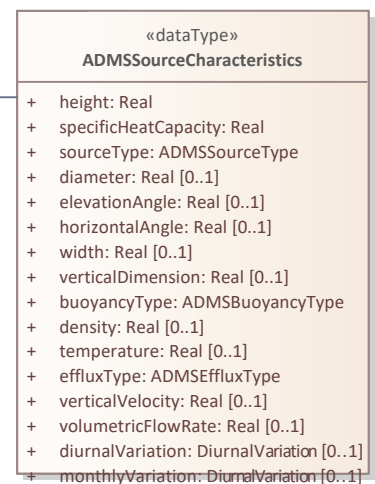 «dataType»
ADMSSourceCharacteristics
+ height: Real
+ specificHeatCapacity: Real
+ sourceType: ADMSSourceType
+ diameter: Real [0..1]
+ elevationAngle: Real [0..1]
+ horizontalAngle: Real [0..1]
+ width: Real [0..1]
+ verticalDimension: Real [0..1]
+ buoyancyType: ADMSBuoyancyType
+ density: Real [0..1]
+ temperature: Real [0..1]
+ effluxType: ADMSEffluxType
+ verticalVelocity: Real [0..1]
+ volumetricFlowRate: Real [0..1]
+ diurnalVariation: DiurnalVariation [0..1]
+ monthlyVariation: DiurnalVariation [0..1]